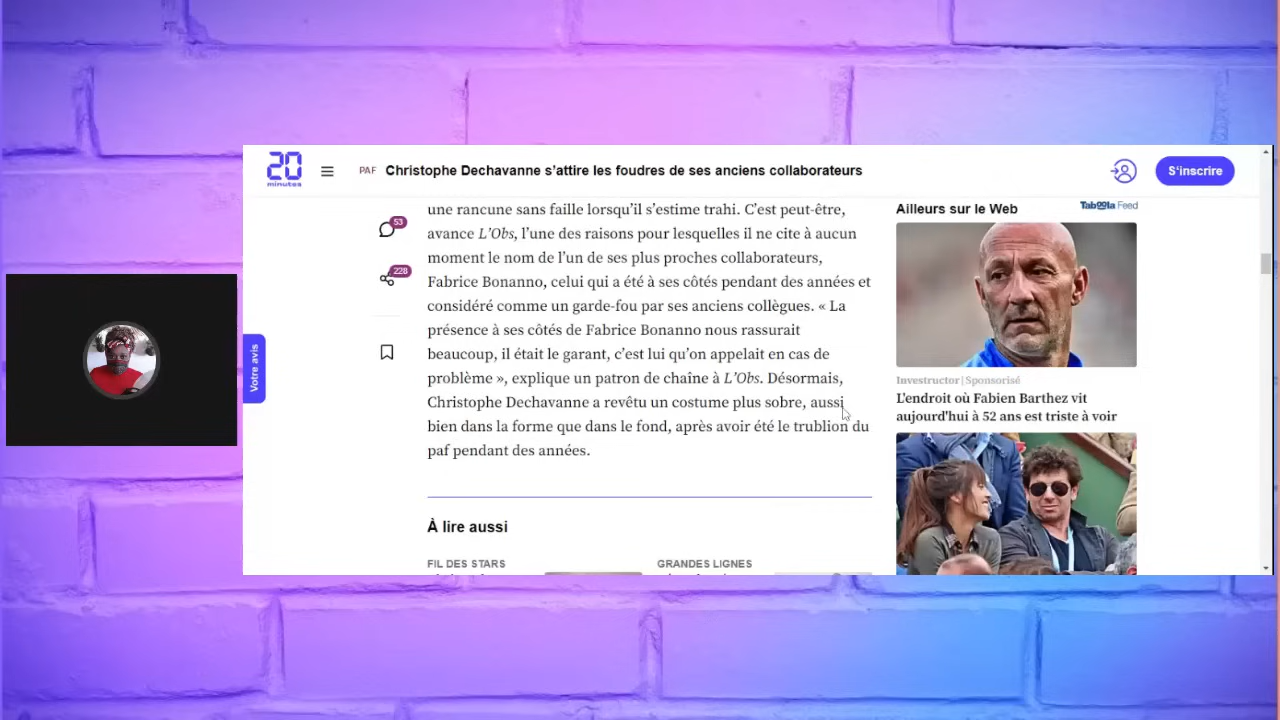 20
minutes
PAF
Christophe Dechavanne s'attire les foudres de ses anciens collaborateurs
S'inscrire
53
228
Votre avis
une rancune sans faille lorsqu'il s'estime trahi. C'est peut-être,
avance L'Obs, l'une des raisons pour lesquelles il ne cite à aucun
moment le nom de l'un de ses plus proches collaborateurs,
Fabrice Bonanno, celui qui a été à ses côtés pendant des années et
considéré comme un garde-fou par ses anciens collègues. « La
présence à ses côtés de Fabrice Bonanno nous rassurait
beaucoup, il était le garant, c'est lui qu'on appelait en cas de
problème », explique un patron de chaîne à L'Obs. Désormais,
Christophe Dechavanne a revêtu un costume plus sobre, aussi
bien dans la forme que dans le fond, après avoir été le trublion du
paf pendant des années.
À lire aussi
FIL DES STARS
GRANDES LIGNES
Ailleurs sur le Web
Taboola Feed
Investructor | Sponsorisé
L'endroit où Fabien Barthez vit
aujourd'hui à 52 ans est triste à voir